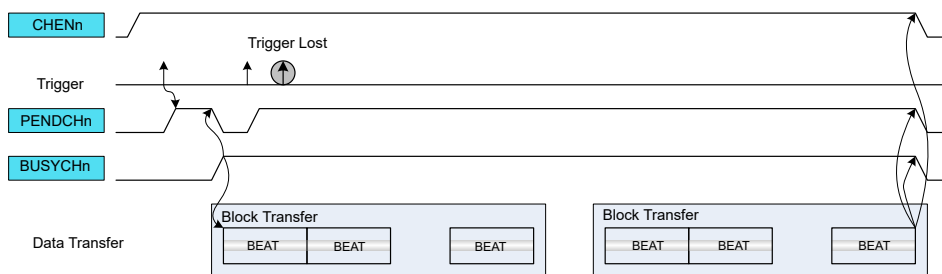 CHENn
Trigger Lost
Trigger
PENDCHn
BUSYCHn
Block Transfer
Block Transfer
Data Transfer
BEAT
BEAT
BEAT
BEAT
BEAT
BEAT